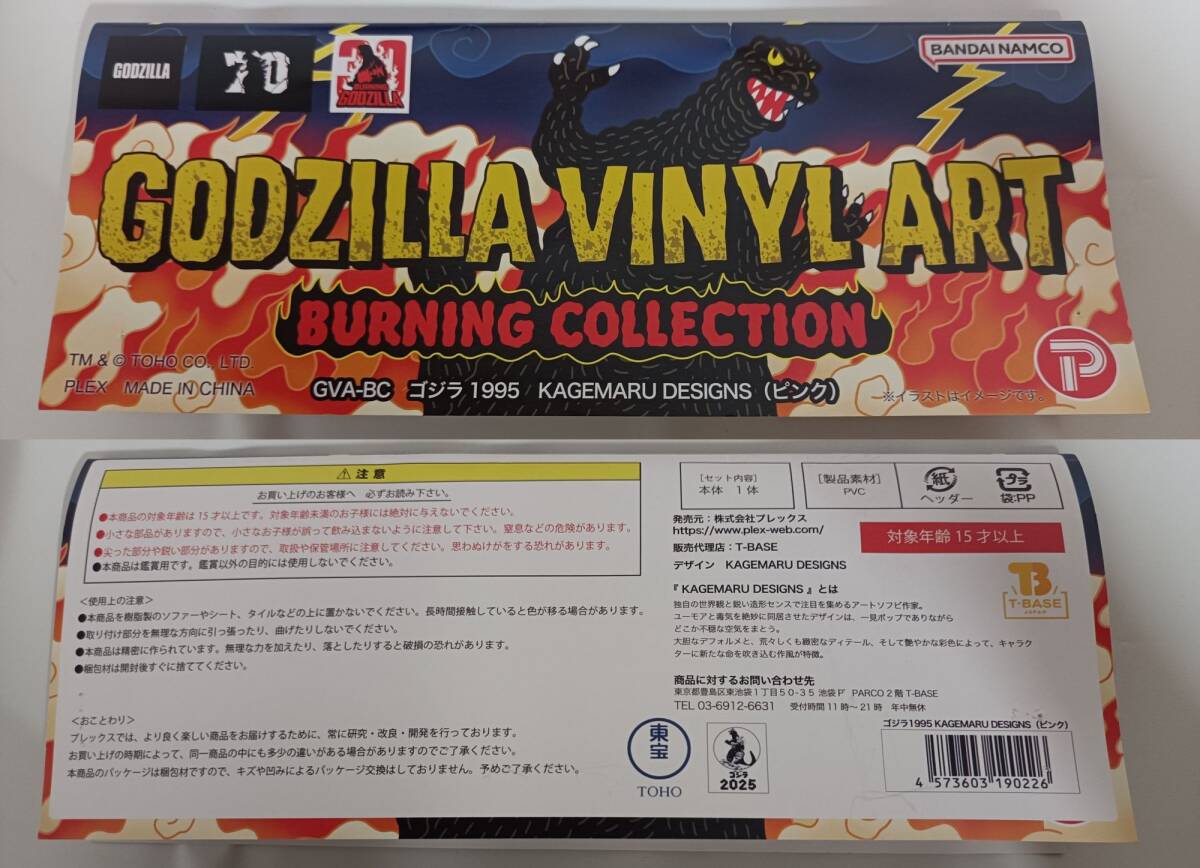 GODZILLA
70
GODZILLA
BANDAI NAMCO
GODZILLA VINYL ART
BURNING COLLECTION
TM & © TOHO CO., LTD.
PLEX MADE IN CHINA
GVA-BC ゴジラ1995 KAGEMARU DESIGNS（ピンク）
※イラストはイメージです。
⚠注意
お買い上げのお客様へ 必ずお読み下さい。
●本商品の対象年齢は15才以上です。対象年齢未満のお子様には絶対に与えないでください。
●小さな部品がありますので、小さなお子様が誤って飲み込まないように注意して下さい。窒息などの危険があります。
●尖った部分や鋭い部分がありますので、取扱や保管場所に注意してください。思わぬけがをする恐れがあります。
●本商品は鑑賞用です。鑑賞以外の目的には使用しないでください。
＜使用上の注意＞
●本商品を樹脂製のソファーやシート、タイルなどの上に置かないでください。長時間接触していると色が移る場合があります。
●取り付け部分を無理な方向に引っ張ったり、曲げたりしないでください。
●本商品は精密に作られています。無理な力を加えたり、落としたりすると破損の恐れがあります。
●梱包材は開封後すぐに捨ててください。
＜おことわり＞
プレックスでは、より良く楽しい商品をお届けするために、常に研究・改良・開発を行っております。
お買い上げの時期によって、同一商品の中にも多少の違いがある場合がありますのでご了承ください。
本商品のパッケージは梱包材ですので、キズや凹みによるパッケージ交換はしておりません。予めご了承下さい。
［セット内容］
本体 1体
［製品素材］
PVC
紙
ヘッダー
プラ
袋:PP
発売元：株式会社プレックス
https://www.plex-web.com/
販売代理店：T-BASE
デザイン KAGEMARU DESIGNS
対象年齢15才以上
『 KAGEMARU DESIGNS 』とは
独自の世界観と鋭い造形センスで注目を集めるアートソフビ作家。
ユーモアと毒気を絶妙に同居させたデザインは、一見ポップでありながら
どこか不穏な空気をまとう。
大胆なデフォルメと、荒々しくも緻密なディテール、そして艶やかな彩色によって、キャラク
ターに新たな命を吹き込む作風が特徴。
TB
T-BASE
JAPAN
商品に対するお問い合わせ先
東京都豊島区東池袋1丁目50-35 池袋P' PARCO 2階 T-BASE
TEL 03-6912-6631 受付時間 11時～21時 年中無休
東宝
TOHO
ゴジラ
2025
ゴジラ1995 KAGEMARU DESIGNS（ピンク）
4 573603 190226